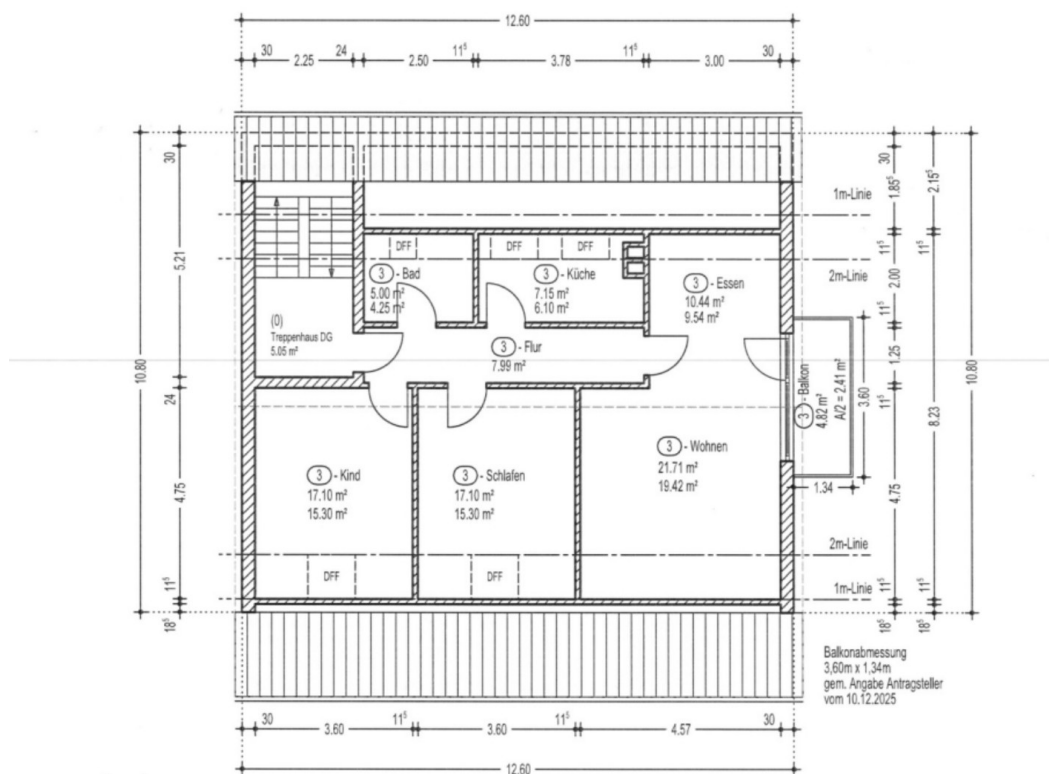 12.60
30 2.25 24 2.50 11⁵ 3.78 11⁵ 3.00 30
30
5.21
24
4.75
11⁵
18⁵
10.80
1m-Linie
2m-Linie
DFF
DFF
DFF
3 - Bad
5.00 m²
4.25 m²
3 - Küche
7.15 m²
6.10 m²
3 - Essen
10.44 m²
9.54 m²
(0)
Treppenhaus DG
5.05 m²
3 - Flur
7.99 m²
3 - Balkon
4.82 m²
A/2 = 2.41 m²
3.60
1.34
3 - Kind
17.10 m²
15.30 m²
3 - Schlafen
17.10 m²
15.30 m²
3 - Wohnen
21.71 m²
19.42 m²
DFF
DFF
2m-Linie
1m-Linie
30
1.85⁵
11⁵
2.00
11⁵
1.25
11⁵
4.75
11⁵
18⁵
2.15⁵
8.23
11⁵
18⁵
10.80
Balkonabmessung
3,60m x 1,34m
gem. Angabe Antragsteller
vom 10.12.2025
30 3.60 11⁵ 3.60 11⁵ 4.57 30
12.60